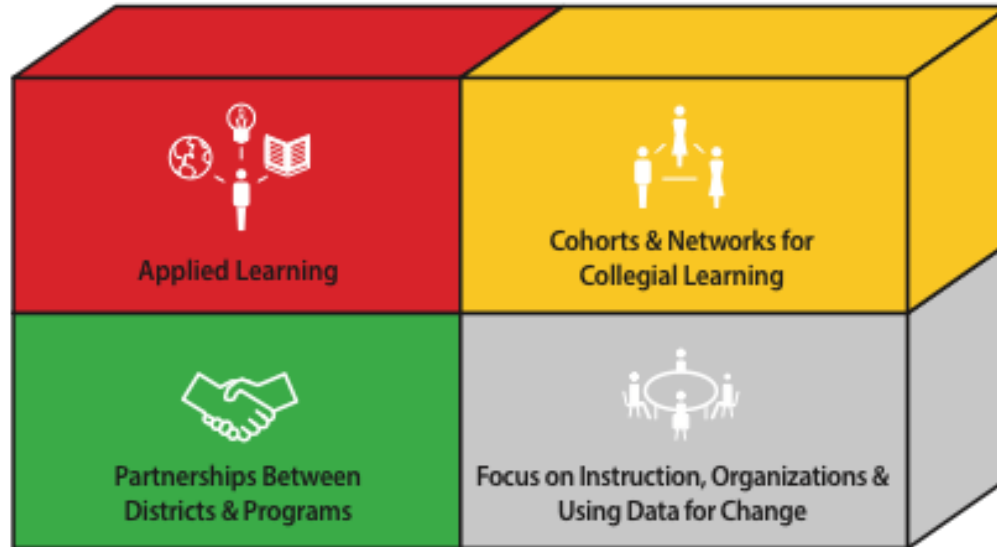 Applied Learning
Cohorts & Networks for
Collegial Learning
Partnerships Between
Districts & Programs
Focus on Instruction, Organizations &
Using Data for Change